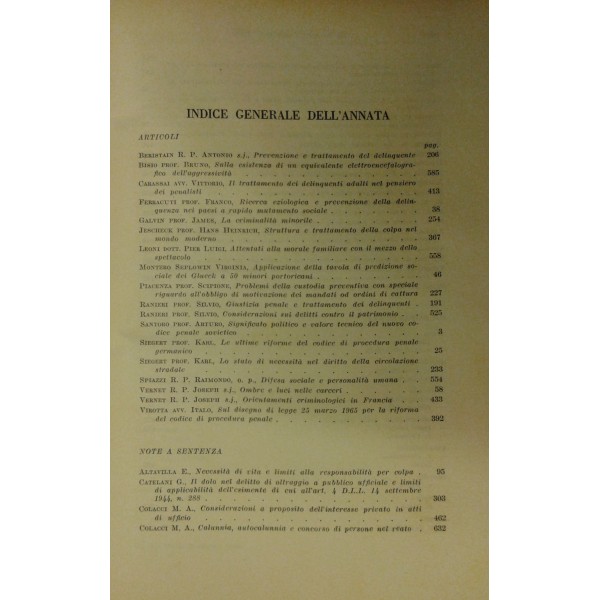 INDICE GENERALE DELL'ANNATA
ARTICOLI
pag.
BERISTAIN R. P. ANTONIO s.j., Prevenzione e trattamento del delinquente 206
BISIO PROF. BRUNO, Sulla esistenza di un equivalente elettroencefalogra-
fico dell'aggressività . . . . . . . . . 585
CABASSAI AVV. VITTORIO, Il trattamento dei delinquenti adulti nel pensiero
dei penalisti . . . . . . . . . . . 413
FERRACUTI PROF. FRANCO, Ricerca eziologica e prevenzione della delin-
quenza nei paesi a rapido mutamento sociale . . . . . 38
GALVIN PROF. JAMES, La criminalità minorile . . . . . . 254
JESCHECK PROF. HANS HEINRICH, Struttura e trattamento della colpa nel
mondo moderno . . . . . . . . . . 367
LEONI DOTT. PIER LUIGI, Attentati alla morale familiare con il mezzo dello
spettacolo . . . . . . . . . . . 558
MONTERO SEPLOWIN VIRGINIA, Applicazione della tavola di predizione so-
ciale dei Glueck a 50 minori portoricani . . . . . . 46
PIACENZA PROF. SCIPIONE, Problemi della custodia preventiva con speciale
riguardo all'obbligo di motivazione dei mandati od ordini di cattura 227
RANIERI PROF. SILVIO, Giustizia penale e trattamento dei delinquenti . 191
RANIERI PROF. SILVIO, Considerazioni sui delitti contro il patrimonio . 525
SANTORO PROF. ARTURO, Significato politico e valore tecnico del nuovo co-
dice penale sovietico . . . . . . . . . 3
SIEGERT PROF. KARL, Le ultime riforme del codice di procedura penale
germanico . . . . . . . . . . . 25
SIEGERT PROF. KARL, Lo stato di necessità nel diritto della circolazione
stradale . . . . . . . . . . . 233
SPIAZZI R. P. RAIMONDO, o. p., Difesa sociale e personalità umana . . 554
VERNET R. P. JOSEPH s.j., Ombre e luci nelle carceri . . . . 58
VERNET R. P. JOSEPH s.j., Orientamenti criminologici in Francia . . 433
VIROTTA AVV. ITALO, Sul disegno di legge 25 marzo 1965 per la riforma
del codice di procedura penale . . . . . . . . 392
NOTE A SENTENZA
ALTAVILLA E., Necessità di vita e limiti alla responsabilità per colpa . 95
CATELANI G., Il dolo nel delitto di oltraggio a pubblico ufficiale e limiti
di applicabilità dell'esimente di cui all'art. 4 D.L.L. 14 settembre
1944, n. 288 . . . . . . . . . . 303
COLACCI M. A., Considerazioni a proposito dell'interesse privato in atti
di ufficio . . . . . . . . . . . 462
COLACCI M. A., Calunnia, autocalunnia e concorso di persone nel reato . 632